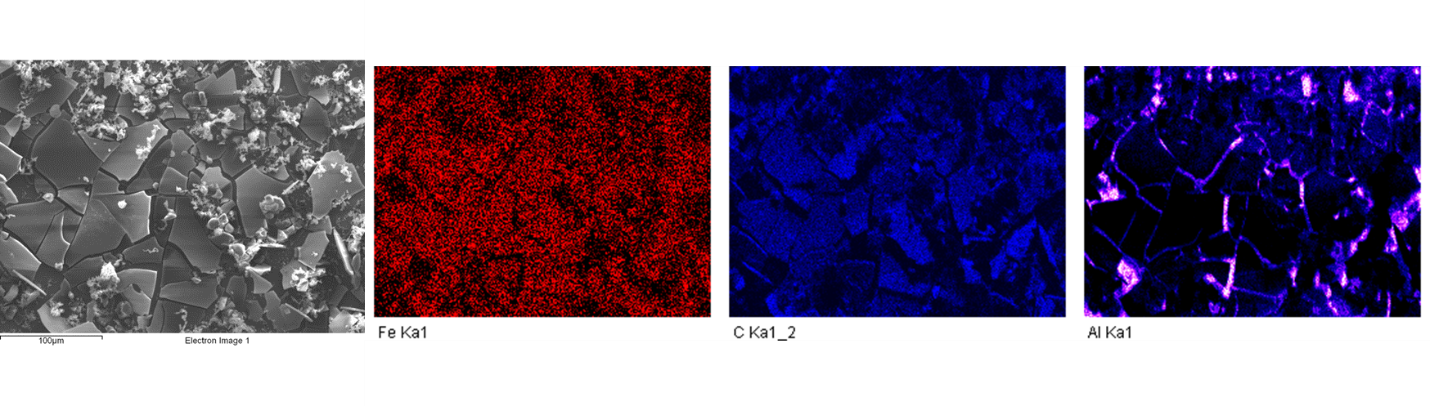 Fe Ka1
C Ka1_2
Al Ka1
100µm
Electron Image 1